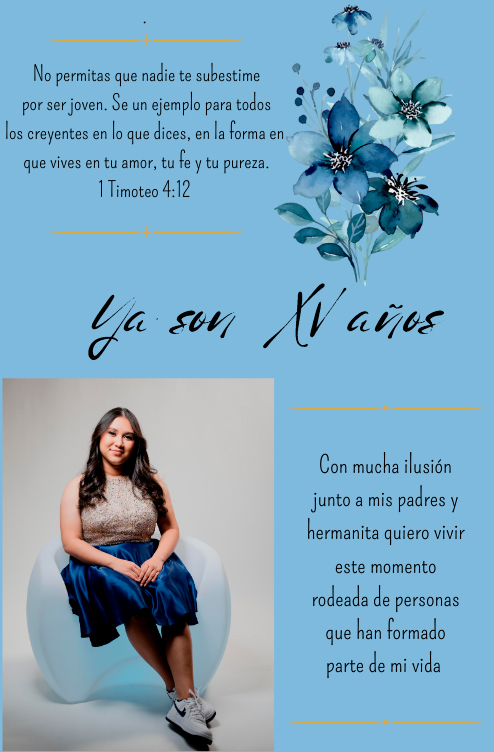 No permitas que nadie te subestime
por ser joven. Se un ejemplo para todos
los creyentes en lo que dices, en la forma en
que vives en tu amor, tu fe y tu pureza.
1 Timoteo 4:12
Ya son XV años
Con mucha ilusión
junto a mis padres y
hermanita quiero vivir
este momento
rodeada de personas
que han formado
parte de mi vida